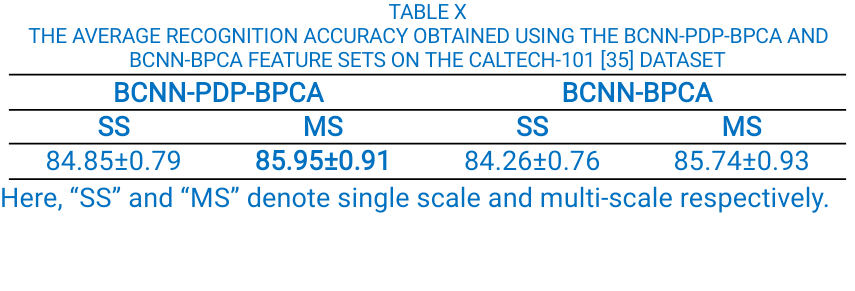 TABLE X
THE AVERAGE RECOGNITION ACCURACY OBTAINED USING THE BCNN-PDP-BPCA AND
BCNN-BPCA FEATURE SETS ON THE CALTECH-101 [35] DATASET
BCNN-PDP-BPCA BCNN-BPCA
SS MS SS MS
84.85±0.79 85.95±0.91 84.26±0.76 85.74±0.93
Here, “SS” and “MS” denote single scale and multi-scale respectively.